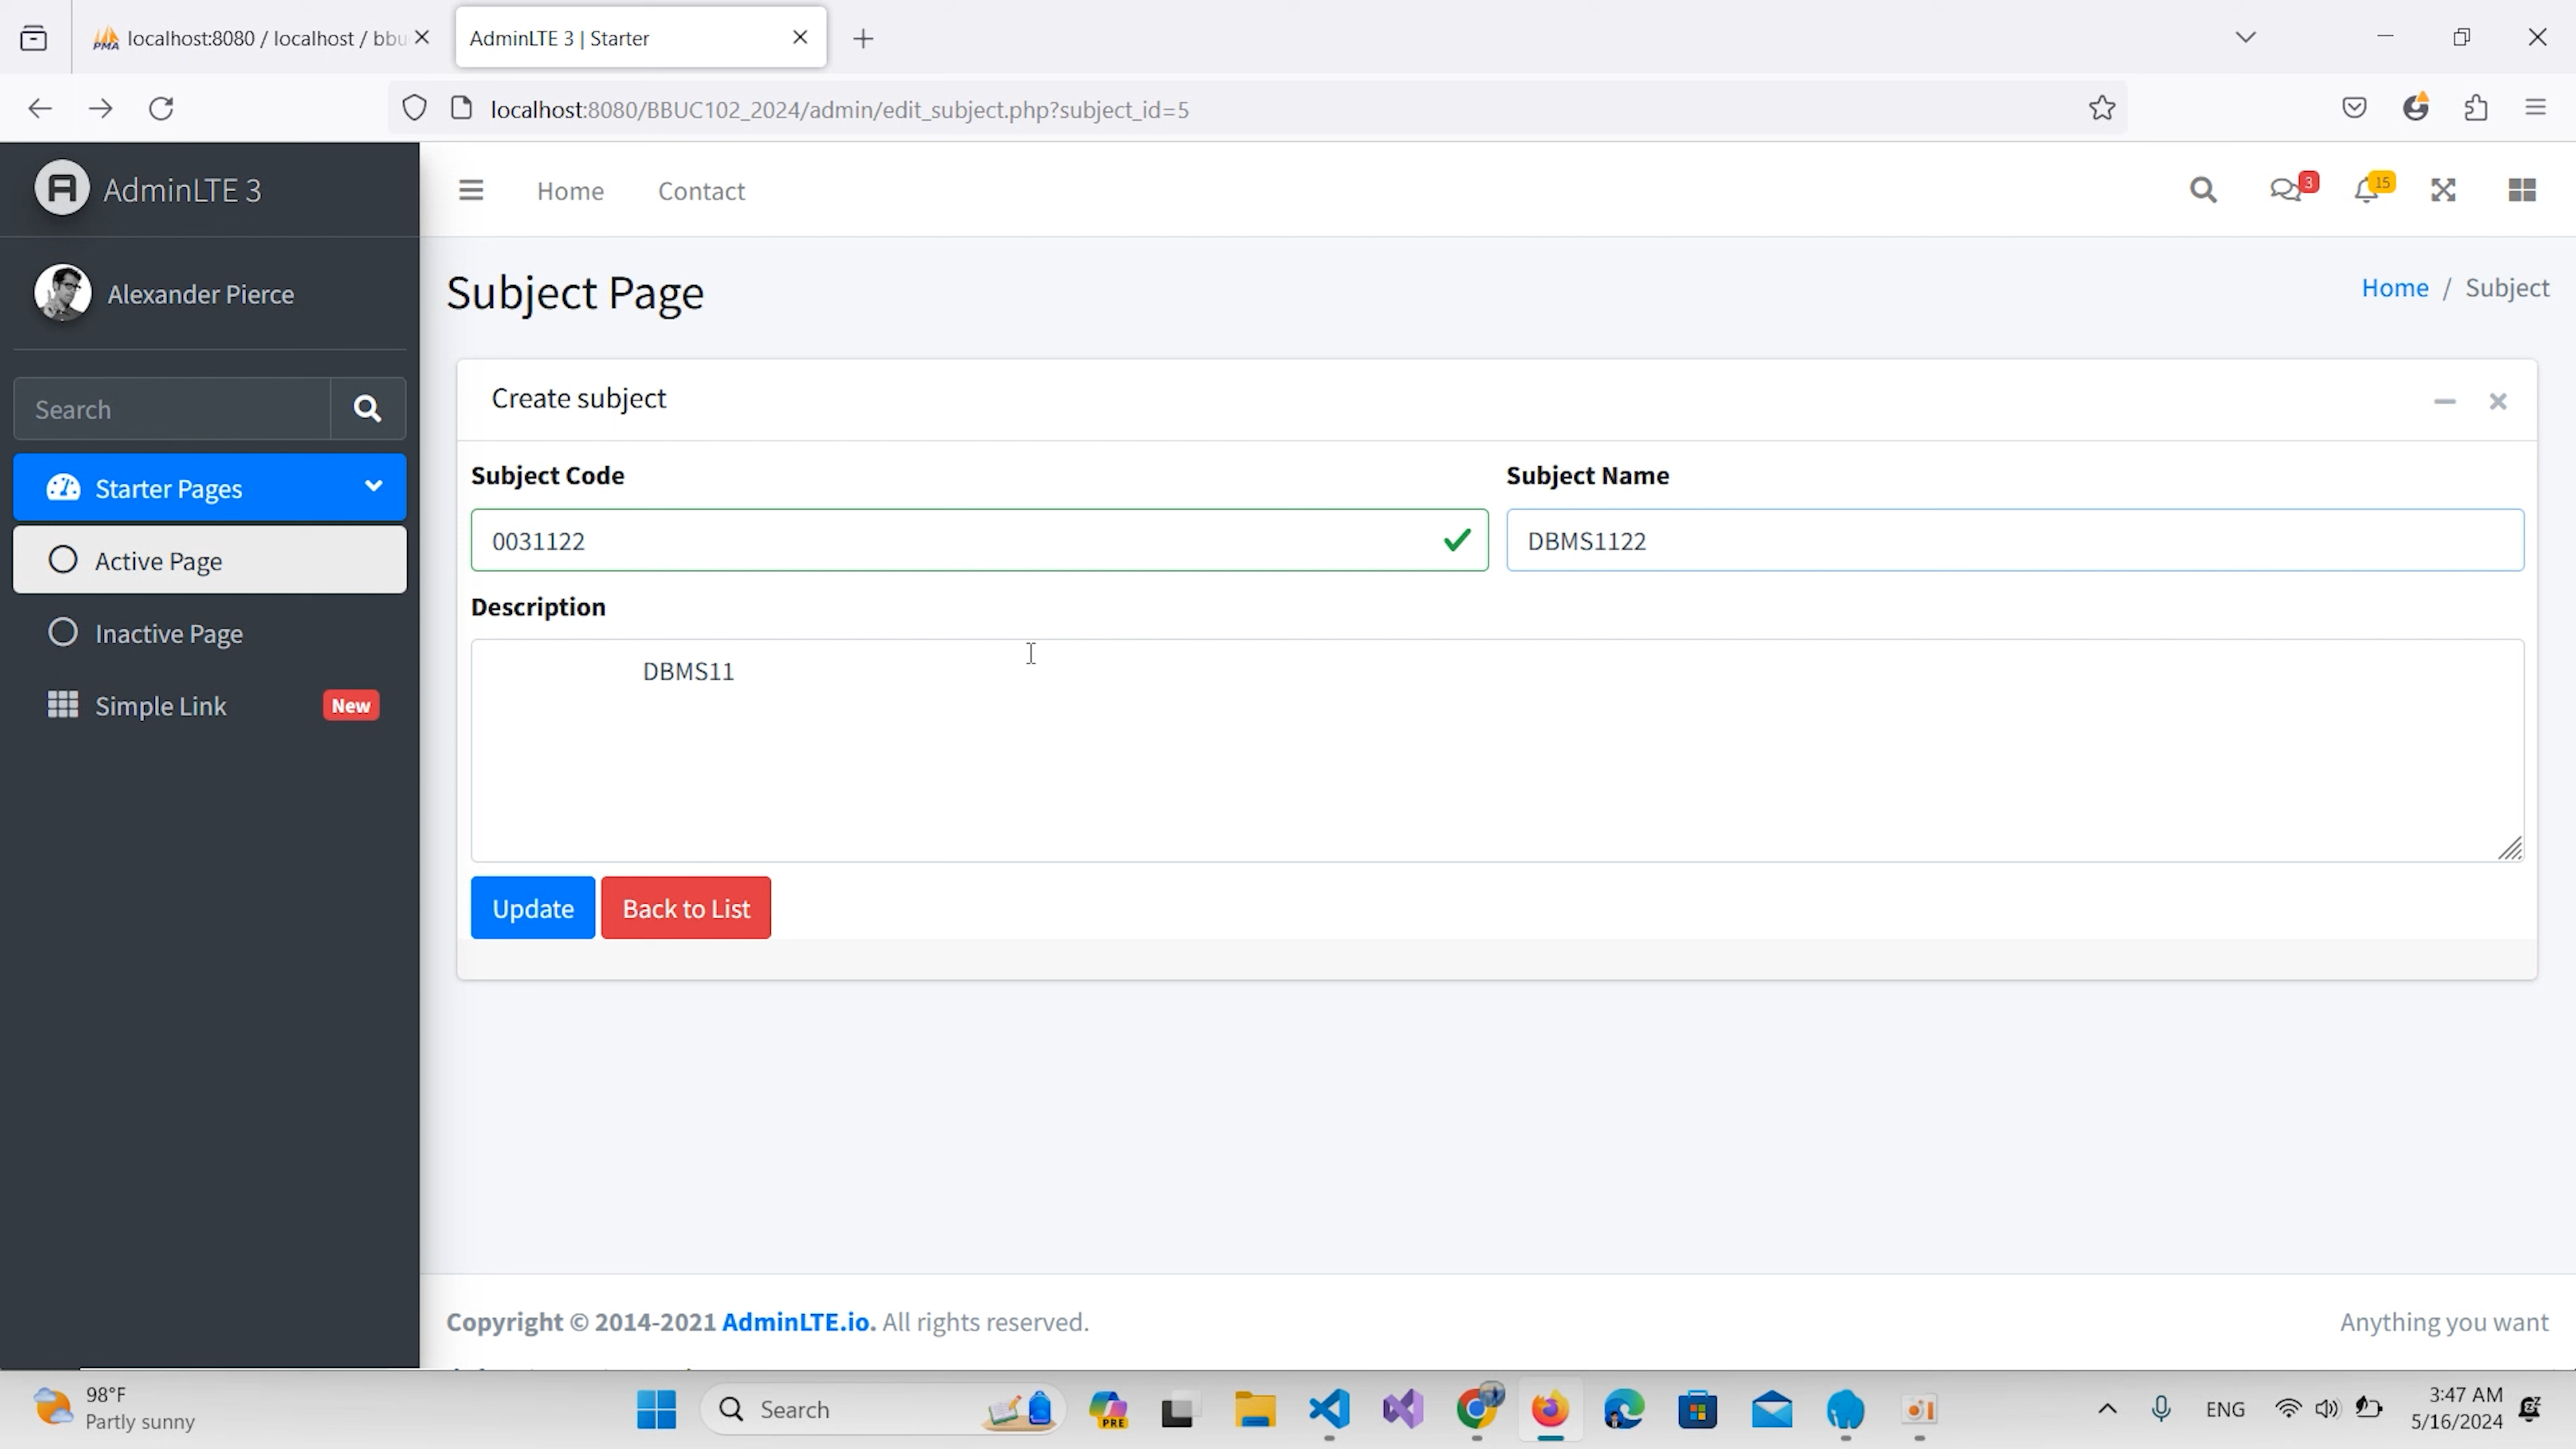 localhost:8080 / localhost / bbu
AdminLTE 3 | Starter
localhost:8080/BBUC102_2024/admin/edit_subject.php?subject_id=5
AdminLTE 3
Home
Contact
3
15
Alexander Pierce
Subject Page
Home / Subject
Search
Create subject
Starter Pages
Subject Code
Subject Name
0031122
DBMS1122
Active Page
Description
Inactive Page
DBMS11
Simple Link
New
Update
Back to List
Copyright © 2014-2021 AdminLTE.io. All rights reserved.
Anything you want
98°F
Partly sunny
Search
PRE
ENG
3:47 AM
5/16/2024